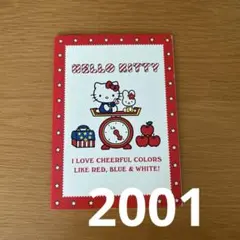 HELLO KITTY
I LOVE CHEERFUL COLORS
LIKE RED, BLUE & WHITE!
2001